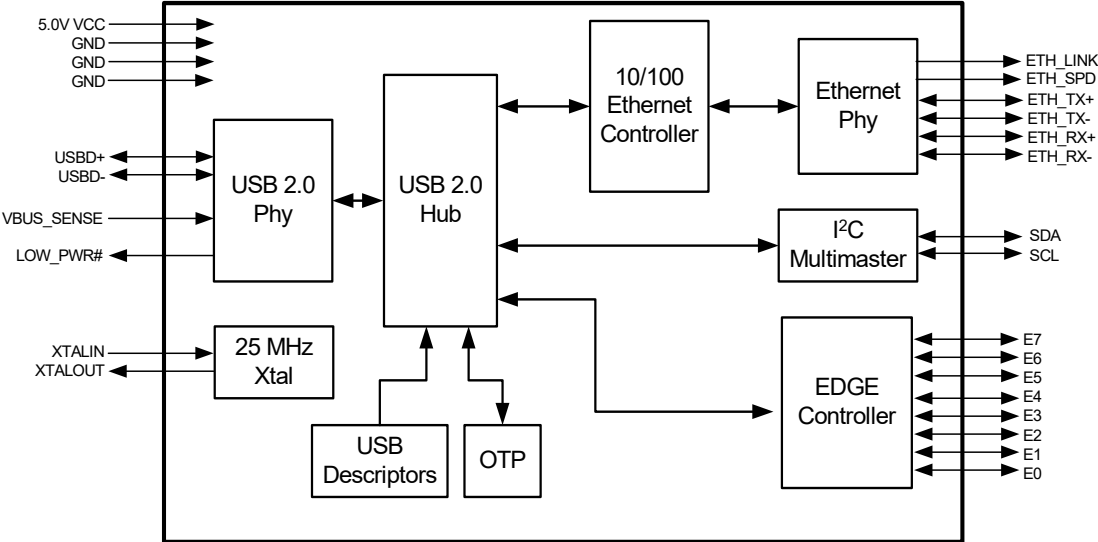 5.0V VCC
GND
GND
GND
USBD+
USBD-
VBUS_SENSE
LOW_PWR#
XTALIN
XTALOUT
USB 2.0
Phy
25 MHz
Xtal
USB 2.0
Hub
USB
Descriptors
OTP
10/100
Ethernet
Controller
Ethernet
Phy
I²C
Multimaster
EDGE
Controller
ETH_LINK
ETH_SPD
ETH_TX+
ETH_TX-
ETH_RX+
ETH_RX-
SDA
SCL
E7
E6
E5
E4
E3
E2
E1
E0